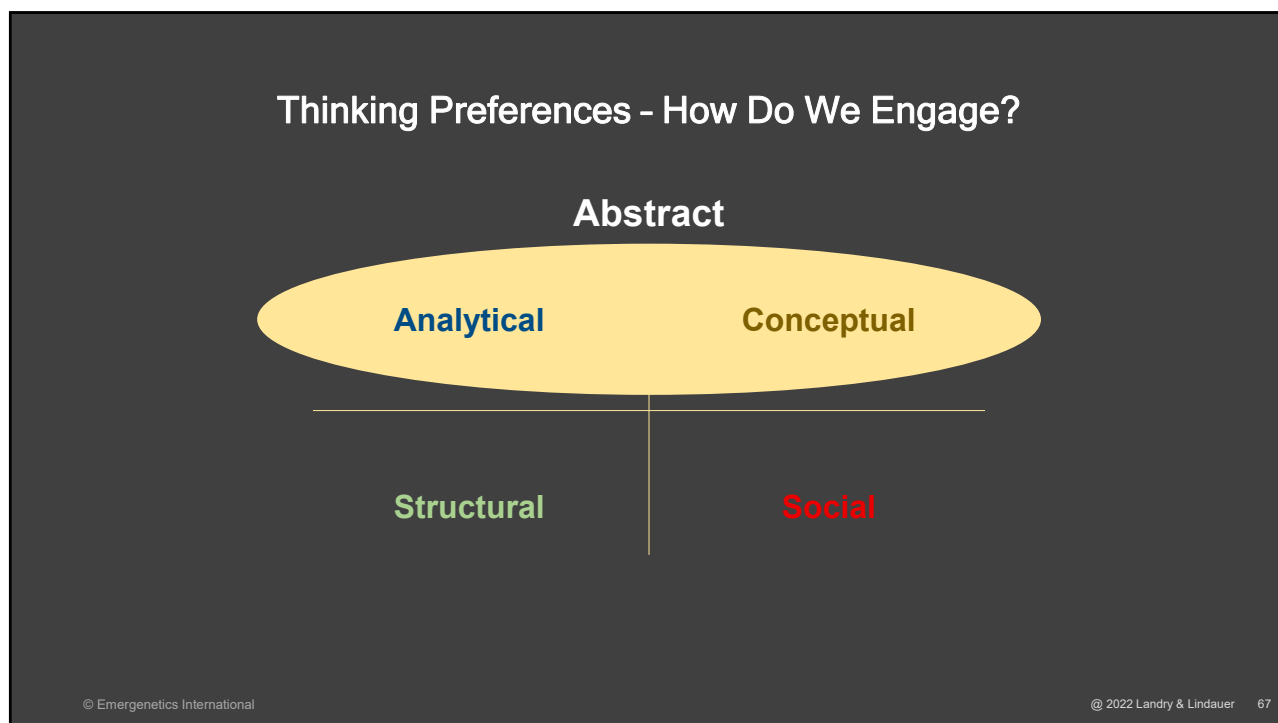 Thinking Preferences - How Do We Engage?
Abstract
Analytical Conceptual
Structural Social
© Emergenetics International @ 2022 Landry & Lindauer 67